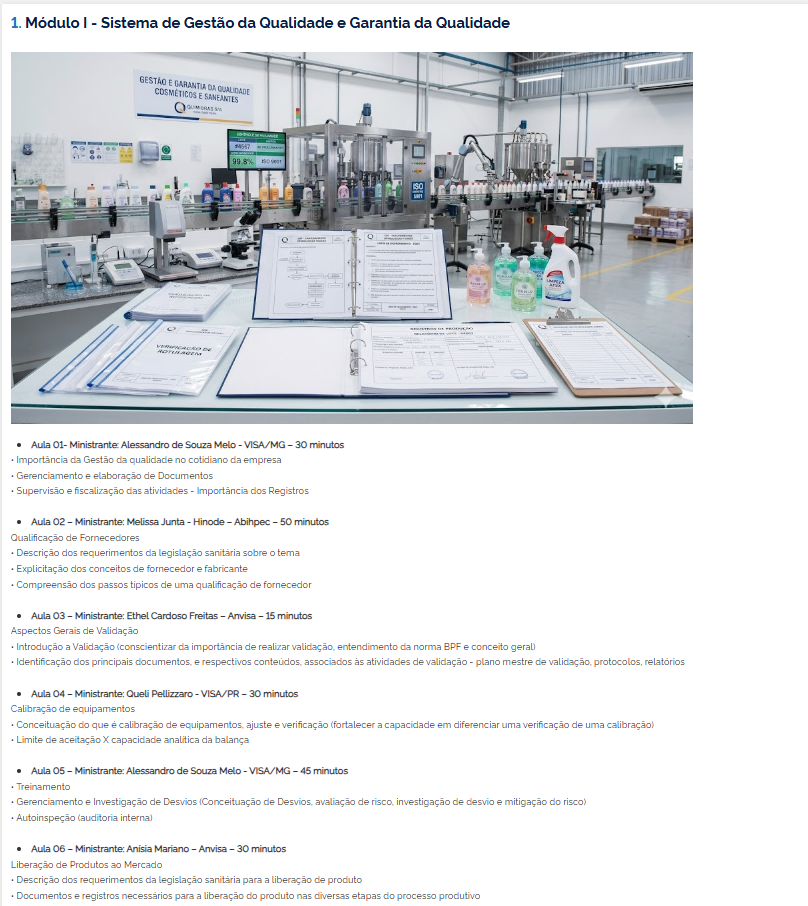 1. Módulo I - Sistema de Gestão da Qualidade e Garantia da Qualidade
GESTÃO E GARANTIA DA QUALIDADE
COSMÉTICOS E SANEANTES
99.8%
ISO 9001
ISO
VERIFICAÇÃO DE
ROTULAGEM
REGISTROS DE PRODUÇÃO
LIMPEZA
• Aula 01- Ministrante: Alessandro de Souza Melo - VISA/MG – 30 minutos
• Importância da Gestão da qualidade no cotidiano da empresa
• Gerenciamento e elaboração de Documentos
• Supervisão e fiscalização das atividades - Importância dos Registros
• Aula 02 – Ministrante: Melissa Junta - Hinode – Abihpec – 50 minutos
Qualificação de Fornecedores
• Descrição dos requerimentos da legislação sanitária sobre o tema
• Explicitação dos conceitos de fornecedor e fabricante
• Compreensão dos passos típicos de uma qualificação de fornecedor
• Aula 03 – Ministrante: Ethel Cardoso Freitas – Anvisa – 15 minutos
Aspectos Gerais de Validação
• Introdução a Validação (conscientizar da importância de realizar validação, entendimento da norma BPF e conceito geral)
• Identificação dos principais documentos, e respectivos conteúdos, associados às atividades de validação - plano mestre de validação, protocolos, relatórios
• Aula 04 – Ministrante: Queli Pellizzaro - VISA/PR – 30 minutos
Calibração de equipamentos
• Conceituação do que é calibração de equipamentos, ajuste e verificação (fortalecer a capacidade em diferenciar uma verificação de uma calibração)
• Limite de aceitação X capacidade analítica da balança
• Aula 05 – Ministrante: Alessandro de Souza Melo - VISA/MG – 45 minutos
• Treinamento
• Gerenciamento e Investigação de Desvios (Conceituação de Desvios, avaliação de risco, investigação de desvio e mitigação do risco)
• Autoinspeção (auditoria interna)
• Aula 06 – Ministrante: Anísia Mariano – Anvisa – 30 minutos
Liberação de Produtos ao Mercado
• Descrição dos requerimentos da legislação sanitária para a liberação de produto
• Documentos e registros necessários para a liberação do produto nas diversas etapas do processo produtivo